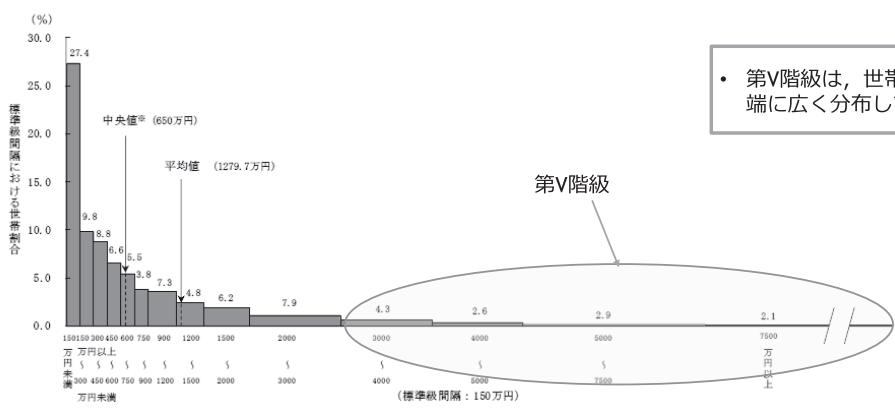 (%)
30.0
25.0
20.0
15.0
10.0
5.0
0.0
標準級間隔における世帯割合
27.4
9.8
8.8
6.6
5.5
3.8
7.3
4.8
6.2
7.9
4.3
2.6
2.9
2.1
中央値※ (650万円)
平均値 (1279.7万円)
第Ⅴ階級
• 第Ⅴ階級は，世帯
端に広く分布して
150 150 300 450 600 750 900 1200 1500 2000 3000 4000 5000 7500
万円未満
万円以上
~ ~ ~ ~ ~ ~ ~ ~ ~ ~ ~ ~
300 450 600 750 900 1200 1500 2000 3000 4000 5000 7500
万円未満
万円以上
(標準級間隔：150万円)